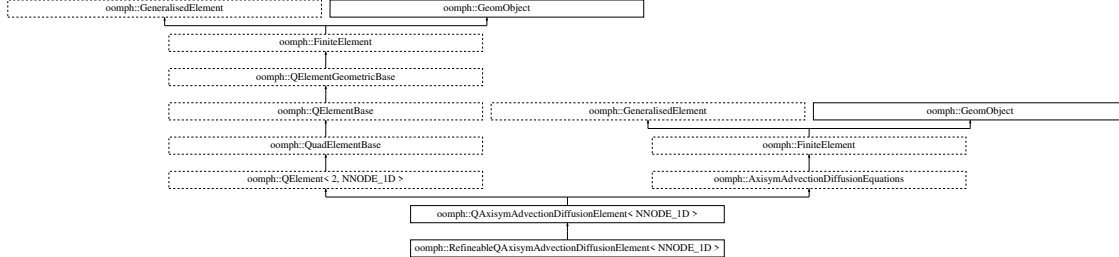 oomph::GeneralisedElement oomph::GeomObject
oomph::FiniteElement
oomph::QElementGeometricBase
oomph::QElementBase oomph::GeneralisedElement oomph::GeomObject
oomph::QuadElementBase oomph::FiniteElement
oomph::QElement< 2, NNODE_1D > oomph::AxisymAdvectionDiffusionEquations
oomph::QAxisymAdvectionDiffusionElement< NNODE_1D >
oomph::RefineableQAxisymAdvectionDiffusionElement< NNODE_1D >